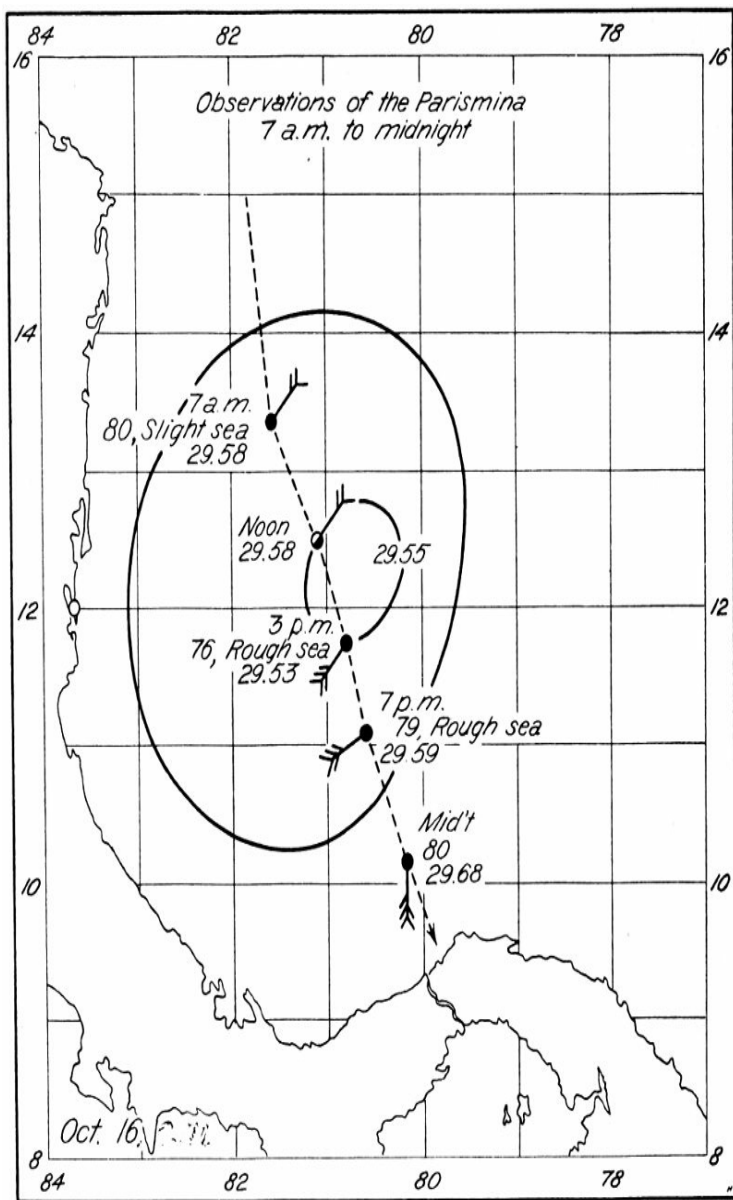 84 82 80 78
16 16
Observations of the Parismina
7 a.m. to midnight
14 14
7 a.m.
80, Slight sea
29.58
Noon
29.58
29.55
12 12
3 p.m.
76, Rough sea
29.53
7 p.m.
79, Rough sea
29.59
Mid't
80
29.68
10 10
Oct. 16,
8 8
84 82 80 78